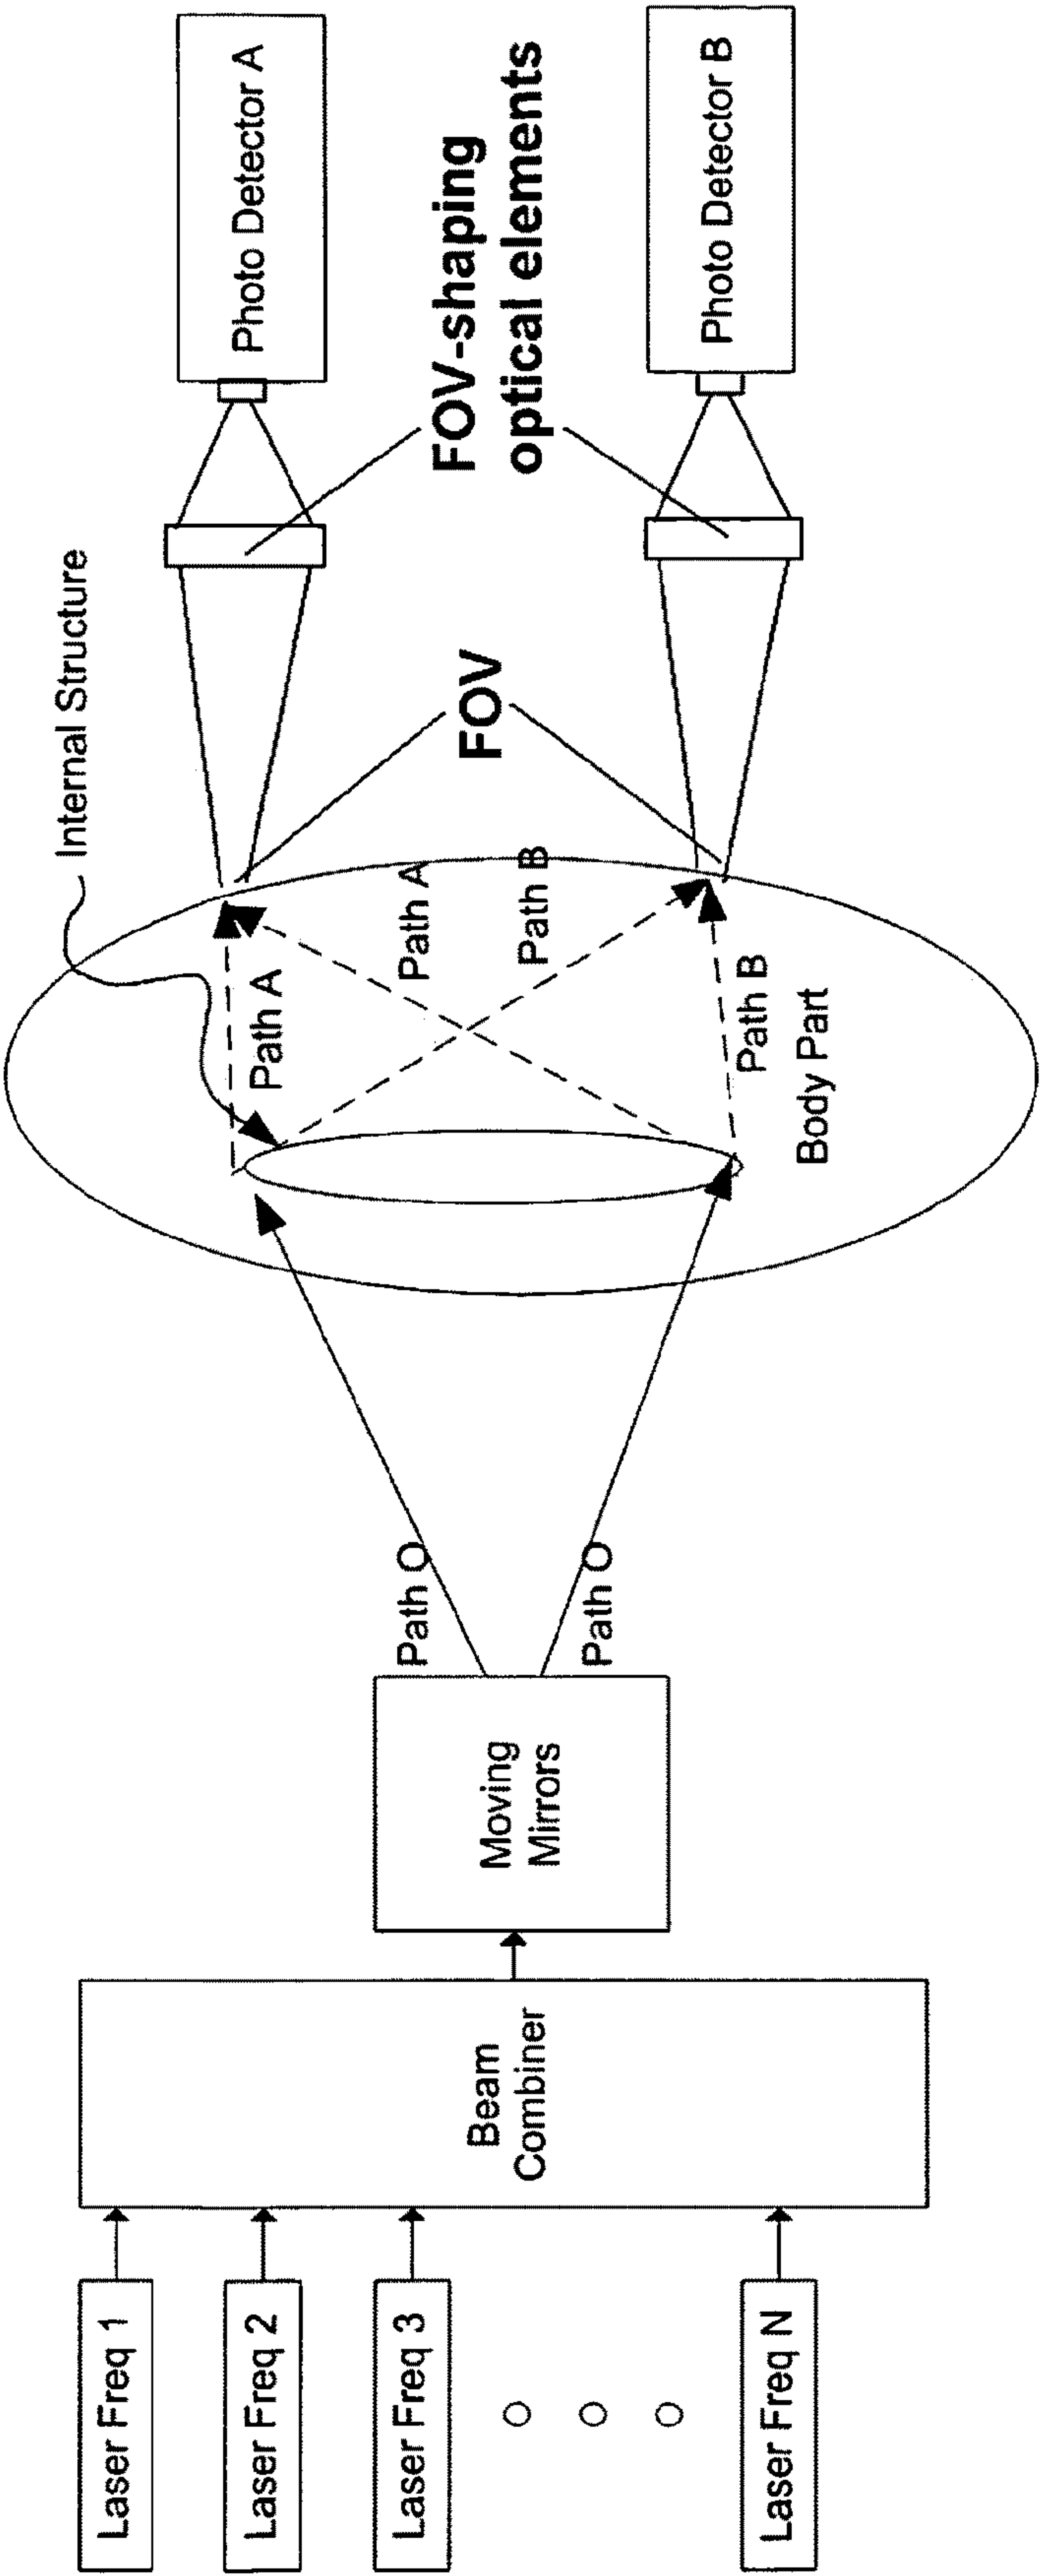 Laser Freq 1
Laser Freq 2
Laser Freq 3
Laser Freq N
Beam
Combiner
Moving
Mirrors
Path O
Path O
Internal Structure
Path A
Path A
Path B
Path B
Body Part
FOV
FOV-shaping
optical elements
Photo Detector A
Photo Detector B